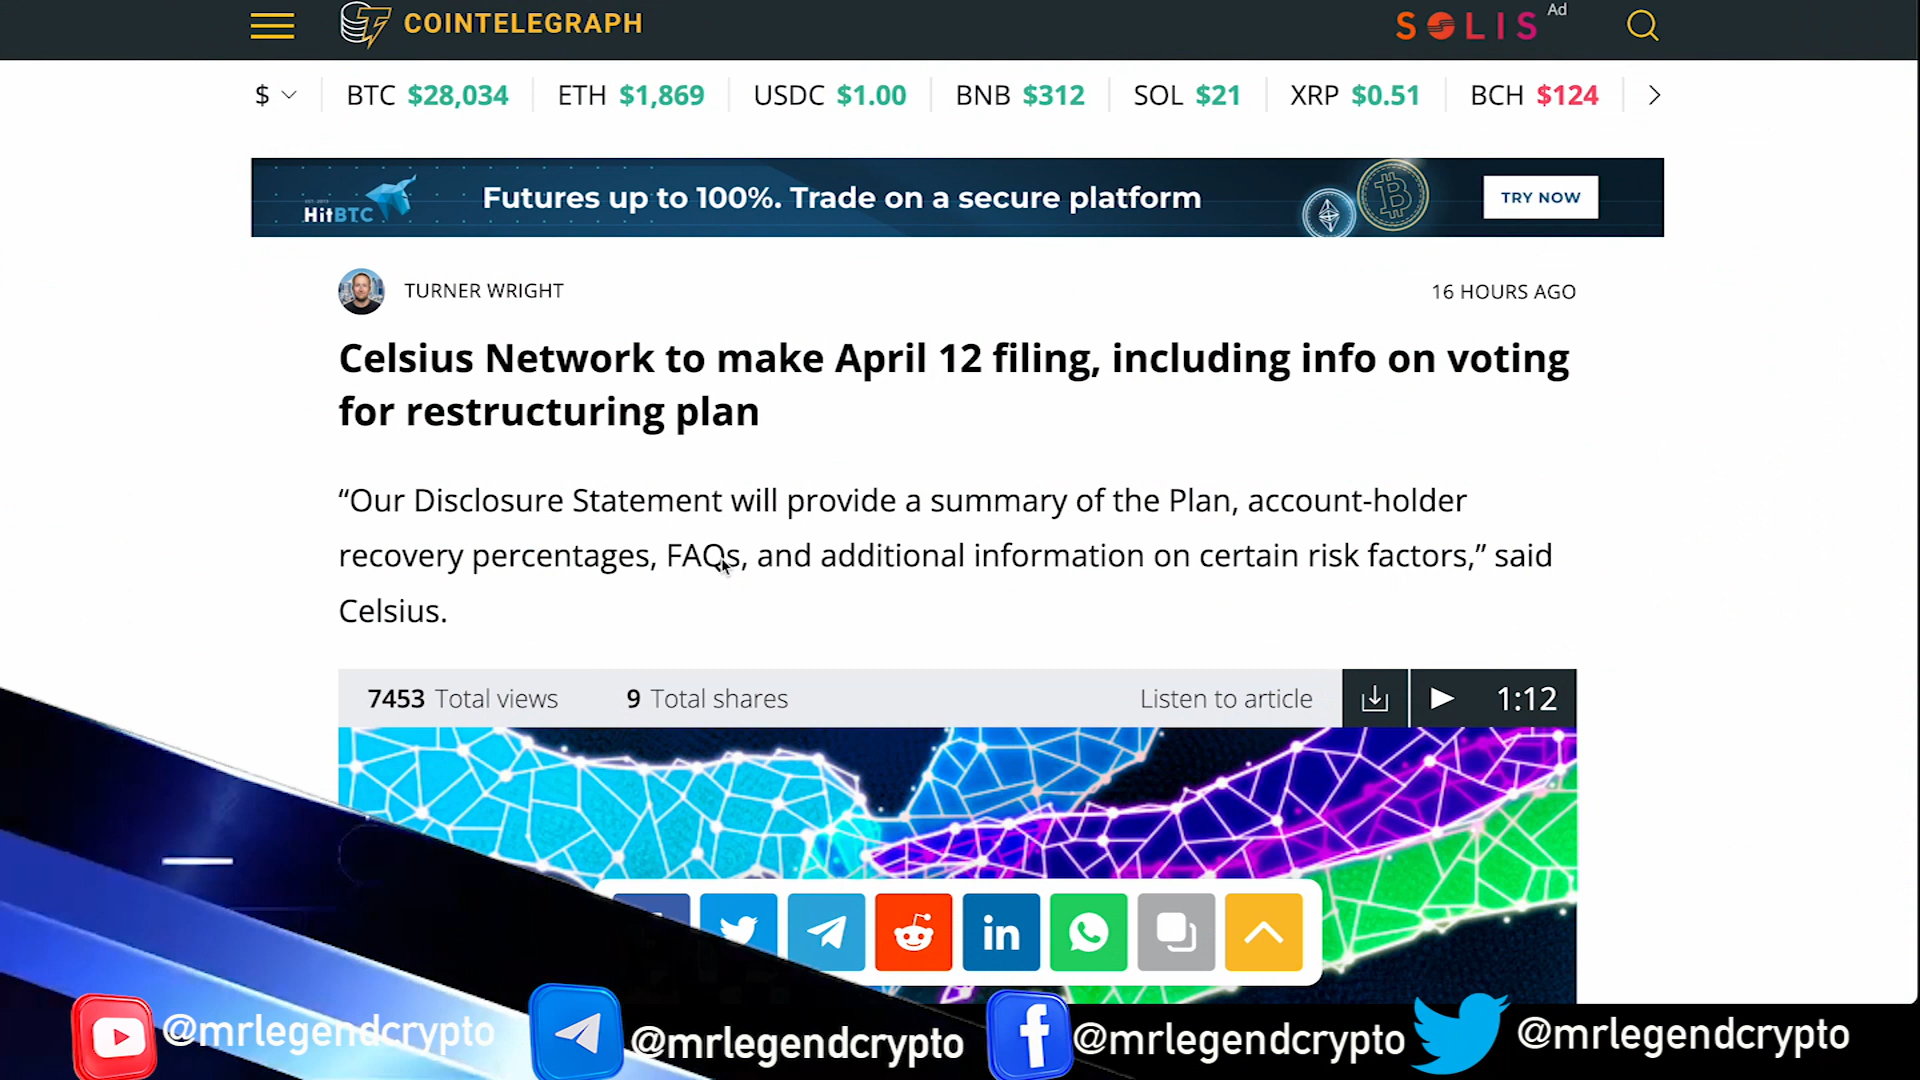 COINTELEGRAPH
SOLIS Ad
$ BTC $28,034 ETH $1,869 USDC $1.00 BNB $312 SOL $21 XRP $0.51 BCH $124
HitBTC Futures up to 100%. Trade on a secure platform TRY NOW
TURNER WRIGHT 16 HOURS AGO
Celsius Network to make April 12 filing, including info on voting
for restructuring plan
“Our Disclosure Statement will provide a summary of the Plan, account-holder
recovery percentages, FAQs, and additional information on certain risk factors,” said
Celsius.
7453 Total views 9 Total shares Listen to article 1:12
in
@mrlegendcrypto @mrlegendcrypto @mrlegendcrypto @mrlegendcrypto